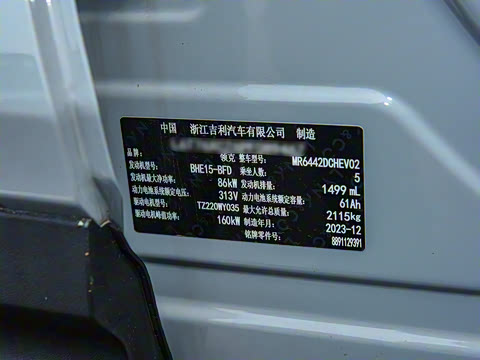 中国 浙江吉利汽车有限公司 制造
品牌: 领克 整车型号: MR6442DCHEV02
发动机型号: BHE15-BFD 乘坐人数: 5
发动机最大净功率: 86kW 发动机排量: 1499 mL
动力电池系统额定电压: 313V 动力电池系统额定容量: 61Ah
驱动电机型号: TZ220WY035 最大允许总质量: 2115kg
驱动电机峰值功率: 160kW 制造年月: 2023-12
铭牌零件号: 8891129391